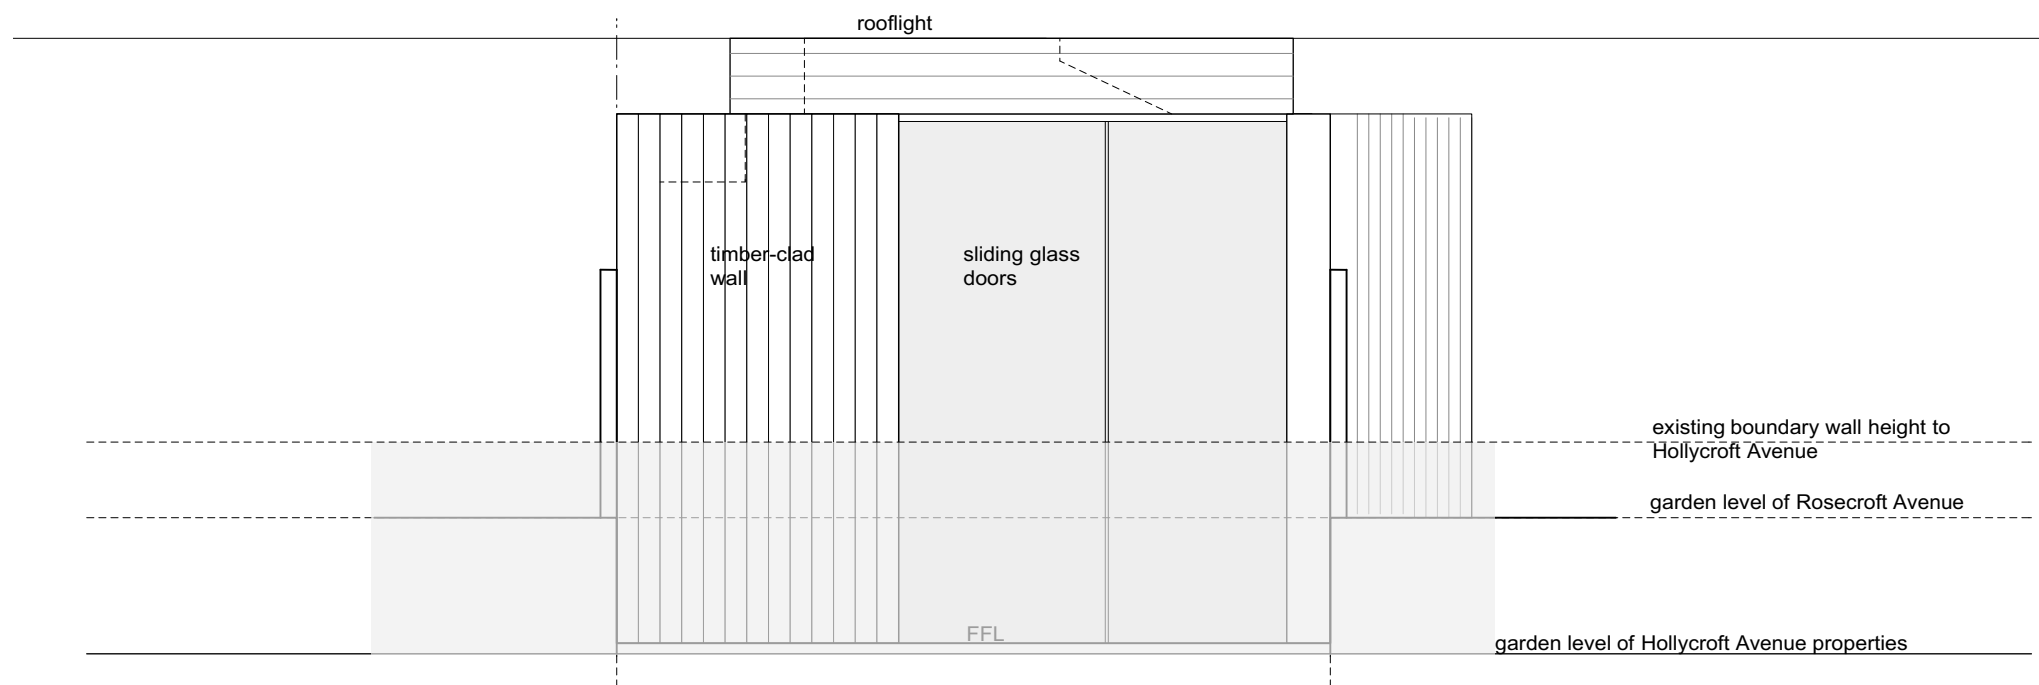 rooflight
timber-clad
wall
sliding glass
doors
existing boundary wall height to
Hollycroft Avenue
garden level of Rosecroft Avenue
FFL
garden level of Hollycroft Avenue properties